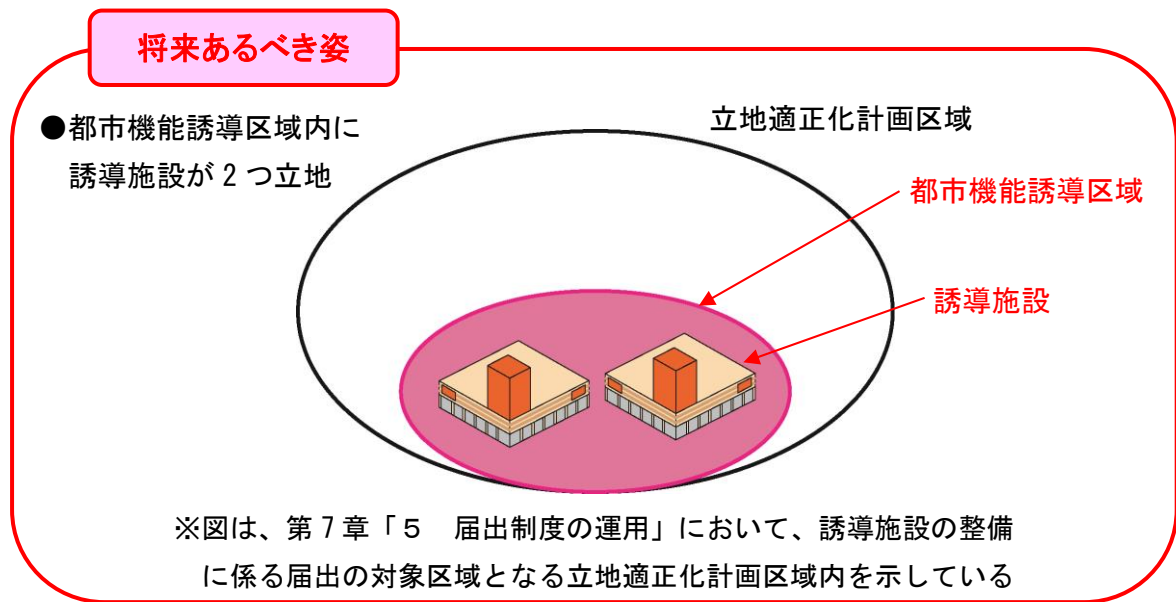 将来あるべき姿
●都市機能誘導区域内に
誘導施設が2つ立地
立地適正化計画区域
都市機能誘導区域
誘導施設
※図は、第7章「5　届出制度の運用」において、誘導施設の整備
に係る届出の対象区域となる立地適正化計画区域内を示している